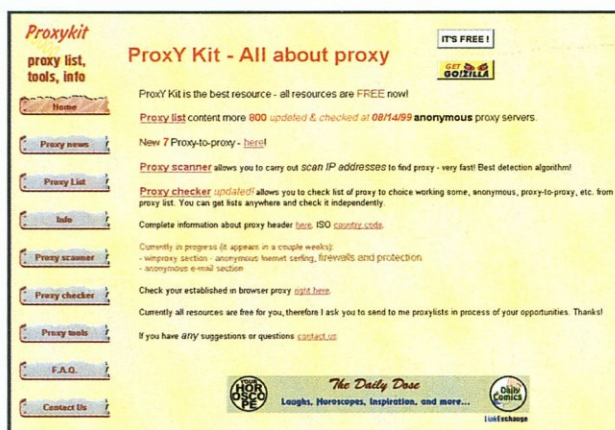 Proxykit
proxy list,
tools, info
Home
Proxy news
Proxy List
Info
Proxy scanner
Proxy checker
Proxy tools
F.A.Q.
Contact Us
ProxY Kit - All about proxy
IT'S FREE !
GET
GO!ZILLA
ProxY Kit is the best resource - all resources are FREE now!
Proxy list content more 800 updated & checked at 08/14/99 anonymous proxy servers.
New 7 Proxy-to-proxy - here!
Proxy scanner allows you to carry out scan IP addresses to find proxy - very fast! Best detection algorithm!
Proxy checker updated! allows you to check list of proxy to choice working some, anonymous, proxy-to-proxy, etc. from
proxy list. You can get lists anywhere and check it independently.
Complete information about proxy header here, ISO country code.
Currently in progress (it appears in a couple weeks):
- winproxy section - anonymous Inernet serfing, firewalls and protection
- anonymous e-mail section
Check your established in browser proxy right here.
Currently all resources are free for you, therefore I ask you to send to me proxylists in process of your opportunities. Thanks!
If you have any suggestions or questions contact us
YOUR
HOR
OSCO
PE
The Daily Dose
Laughs, Horoscopes, Inspiration, and more...
Daily
Comics
LinkExchange